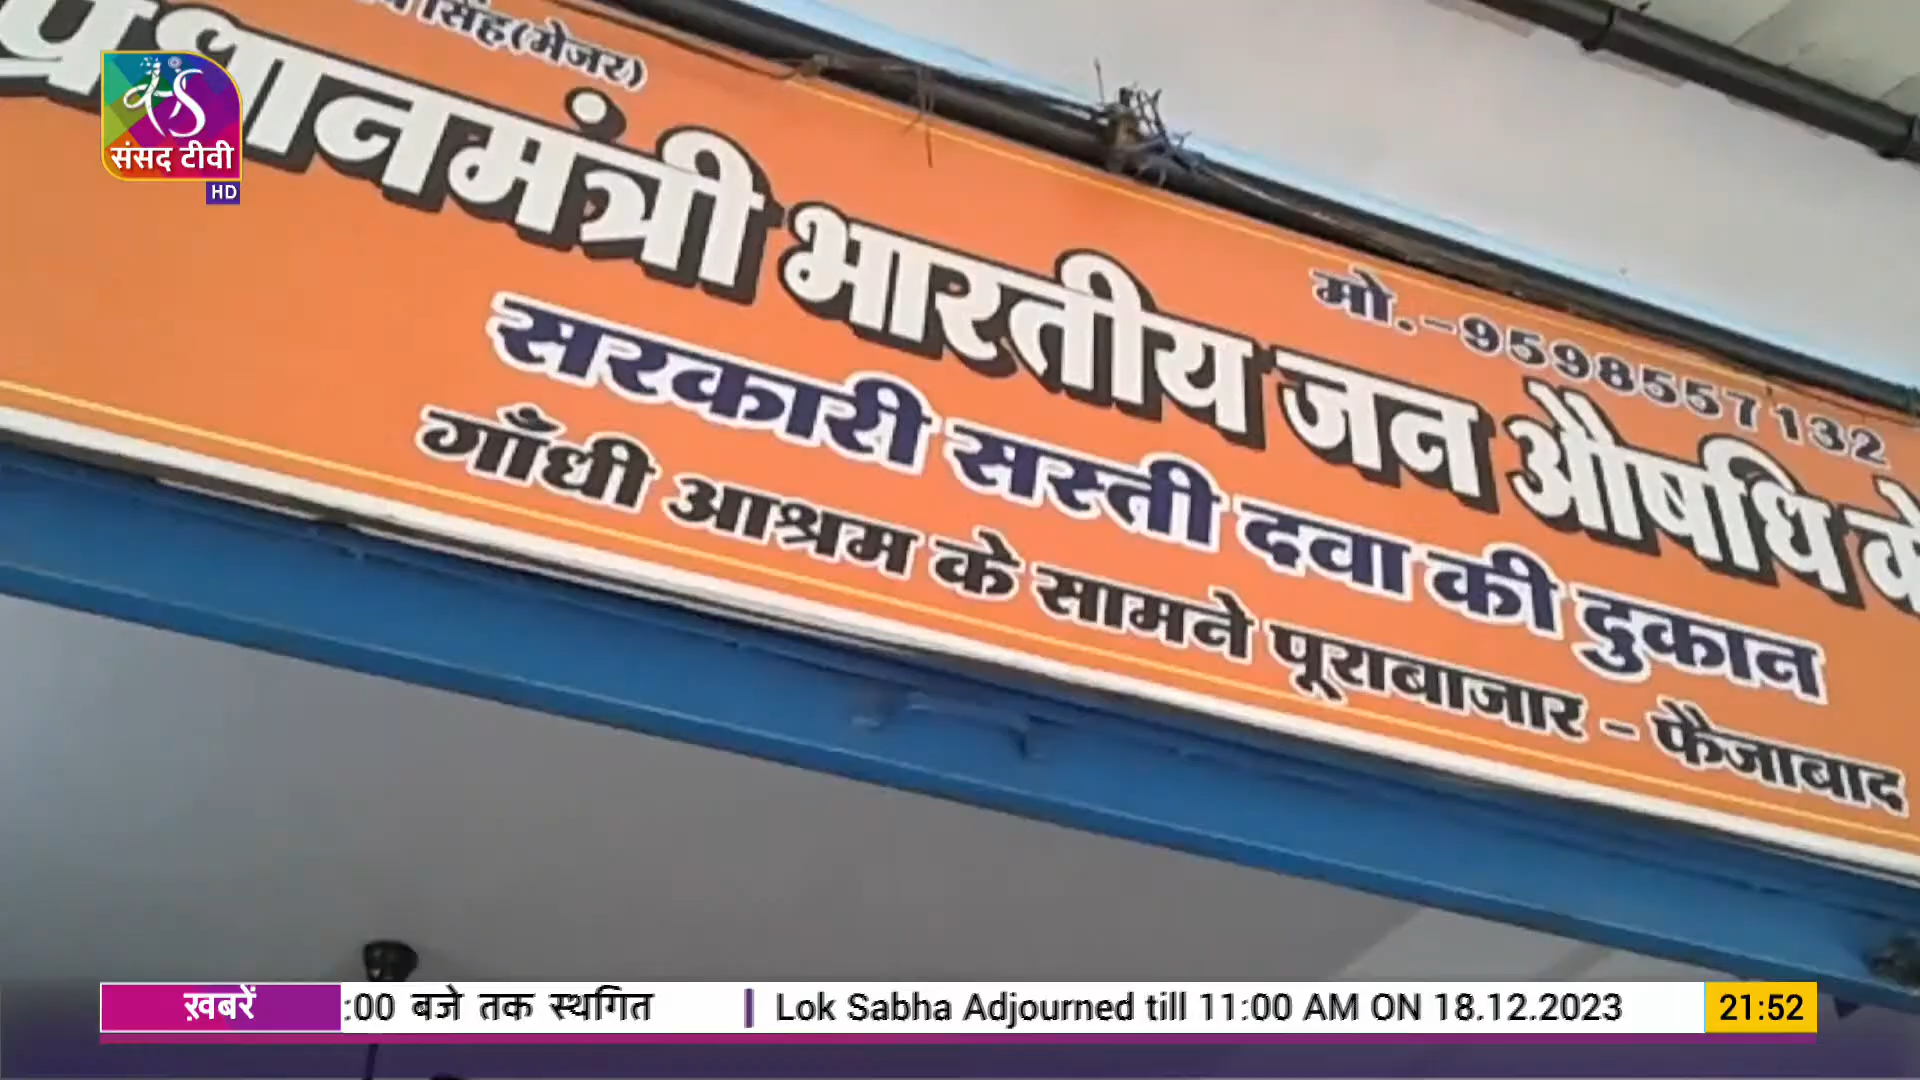 सिंह(मेजर)
प्रधानमंत्री भारतीय जन औषधि
मो.-9598557132
सरकारी सस्ती दवा की दुकान
गाँधी आश्रम के सामने पूराबाजार - फैजाबाद
संसद टीवी
HD
ख़बरें
:00 बजे तक स्थगित | Lok Sabha Adjourned till 11:00 AM ON 18.12.2023
21:52